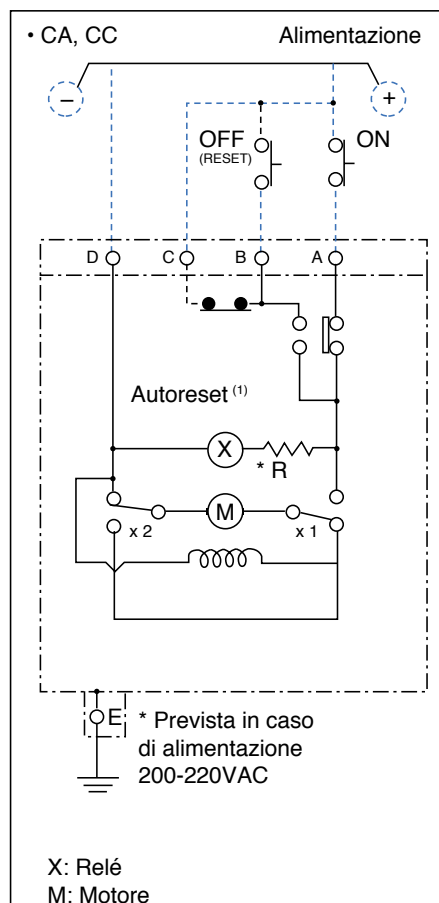 • CA, CC
Alimentazione
−
+
OFF
(RESET)
ON
D
C
B
A
Autoreset (1)
X
* R
M
x 2
x 1
E
* Prevista in caso
di alimentazione
200-220VAC
X: Relé
M: Motore